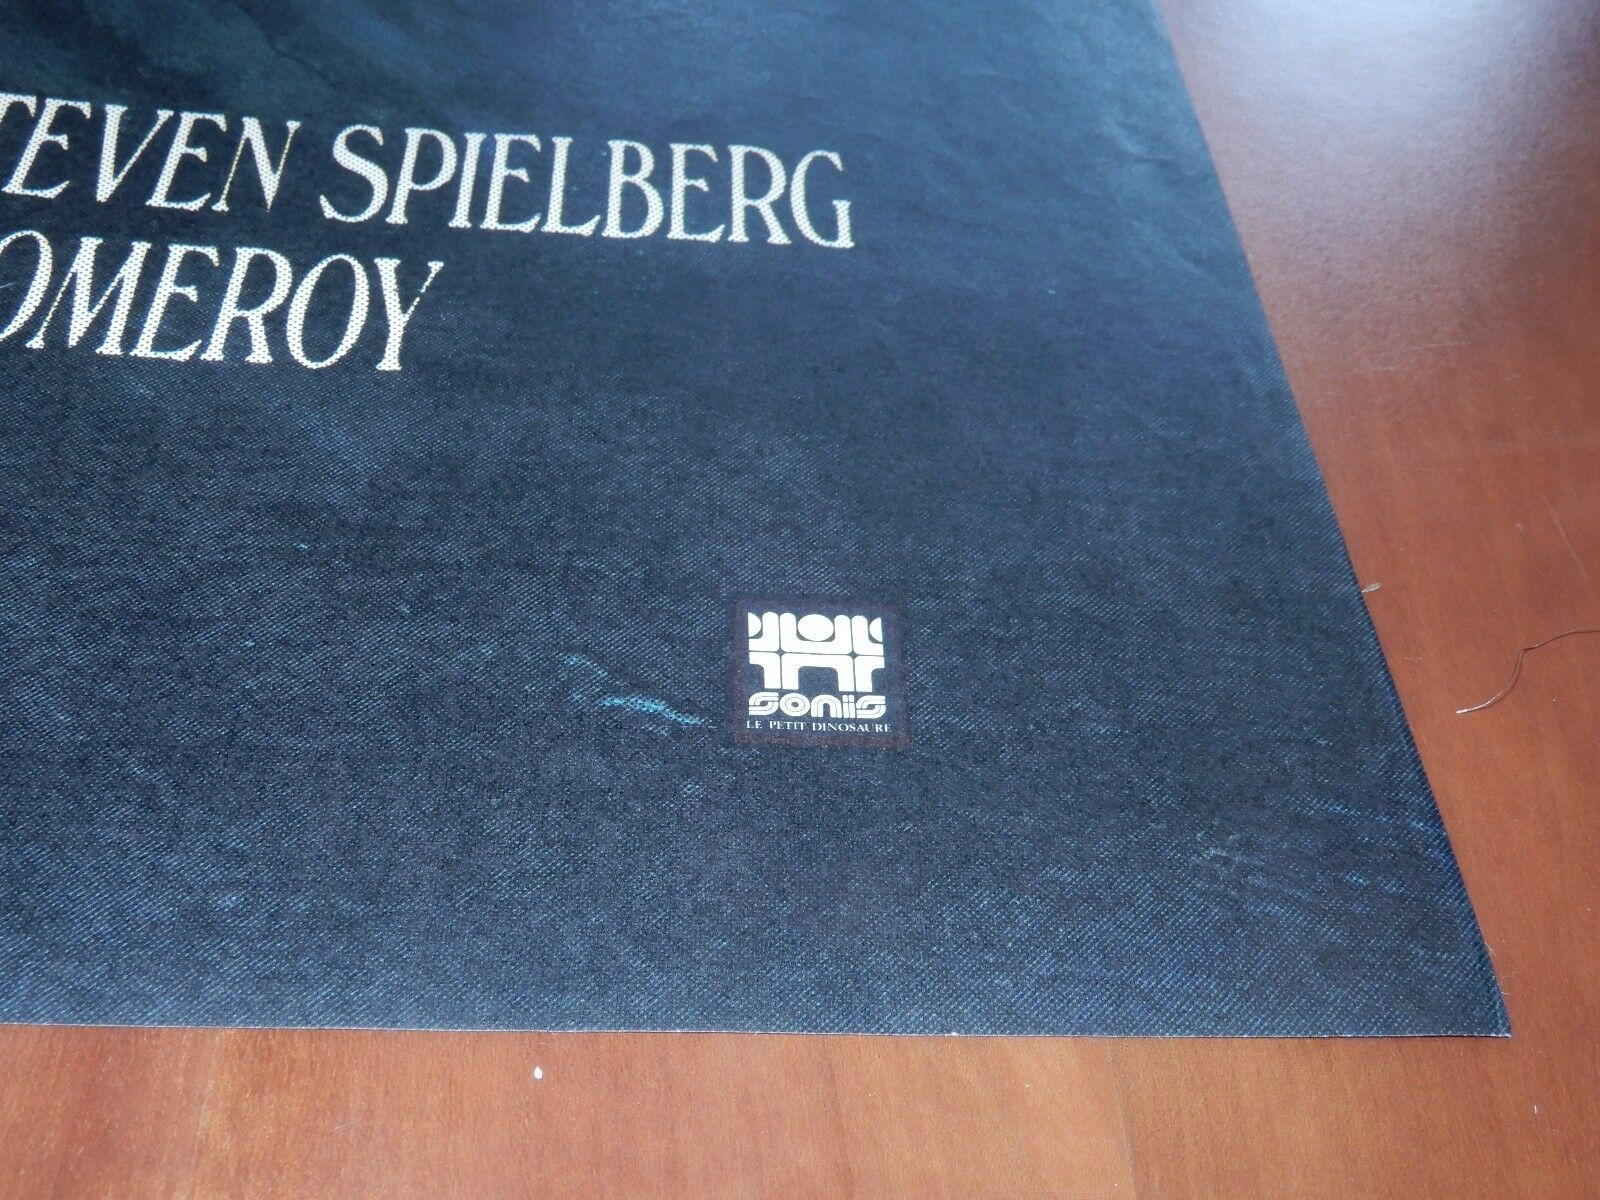 TEVEN SPIELBERG
OMEROY
sonis
LE PETIT DINOSAURE